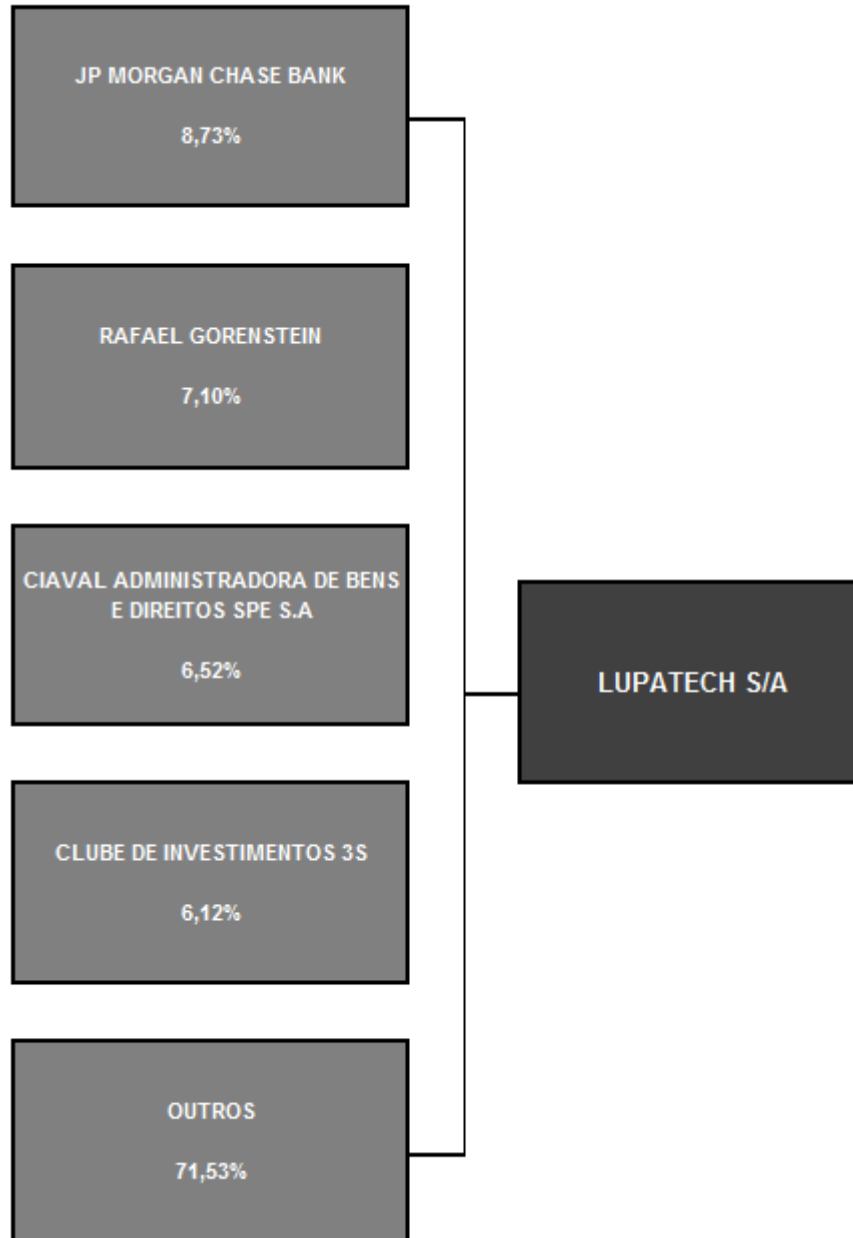 JP MORGAN CHASE BANK
8,73%
RAFAEL GORENSTEIN
7,10%
CIAVAL ADMINISTRADORA DE BENS
E DIREITOS SPE S.A
6,52%
CLUBE DE INVESTIMENTOS 3S
6,12%
OUTROS
71,53%
LUPATECH S/A